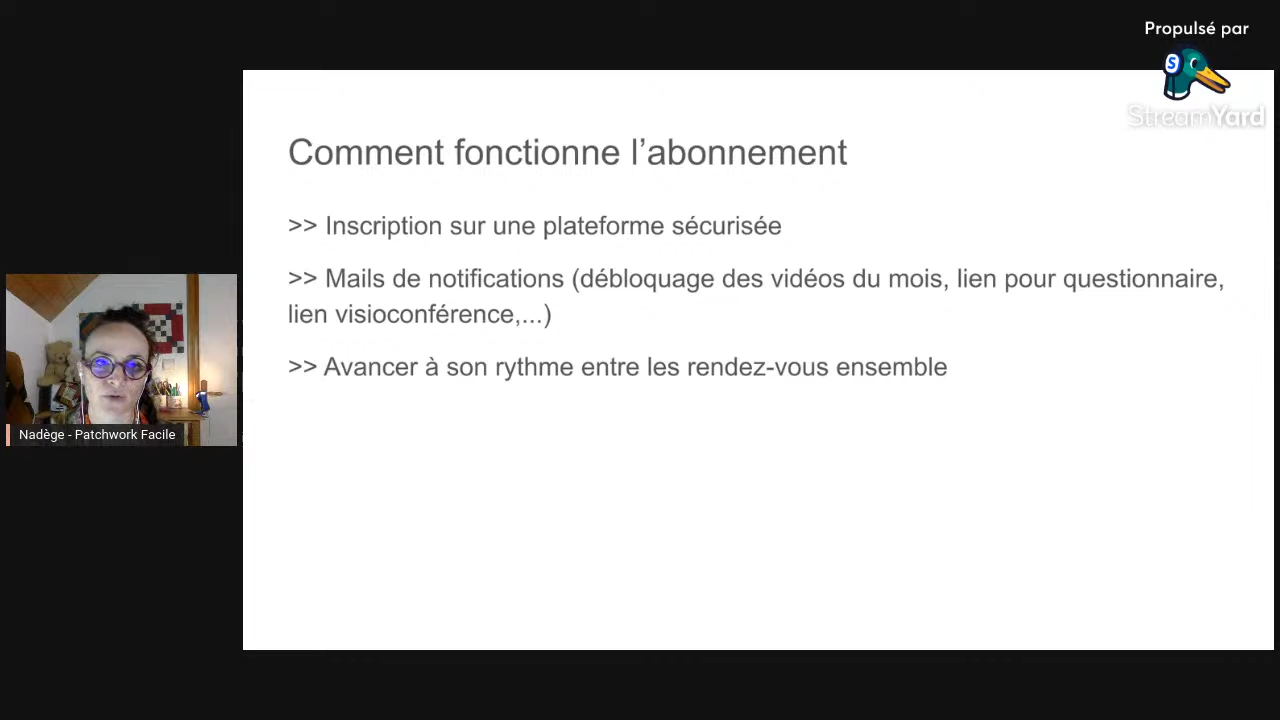 Propulsé par
StreamYard
Comment fonctionne l’abonnement
>> Inscription sur une plateforme sécurisée
>> Mails de notifications (débloquage des vidéos du mois, lien pour questionnaire,
lien visioconférence,...)
>> Avancer à son rythme entre les rendez-vous ensemble
Nadège - Patchwork Facile